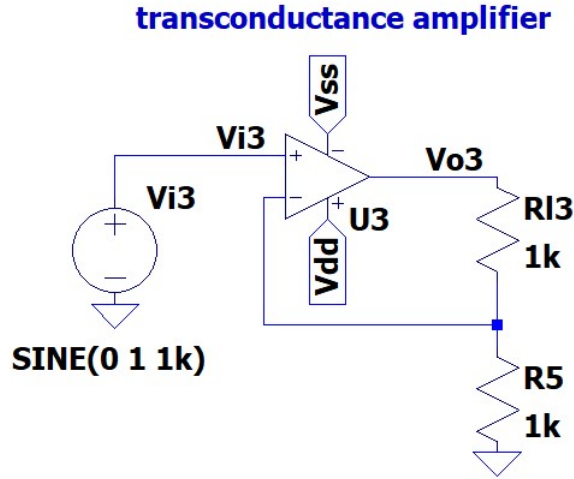 transconductance amplifier
Vss
Vi3
Vo3
Vi3
+
−
+
−
−
+
U3
Vdd
Rl3
1k
SINE(0 1 1k)
R5
1k